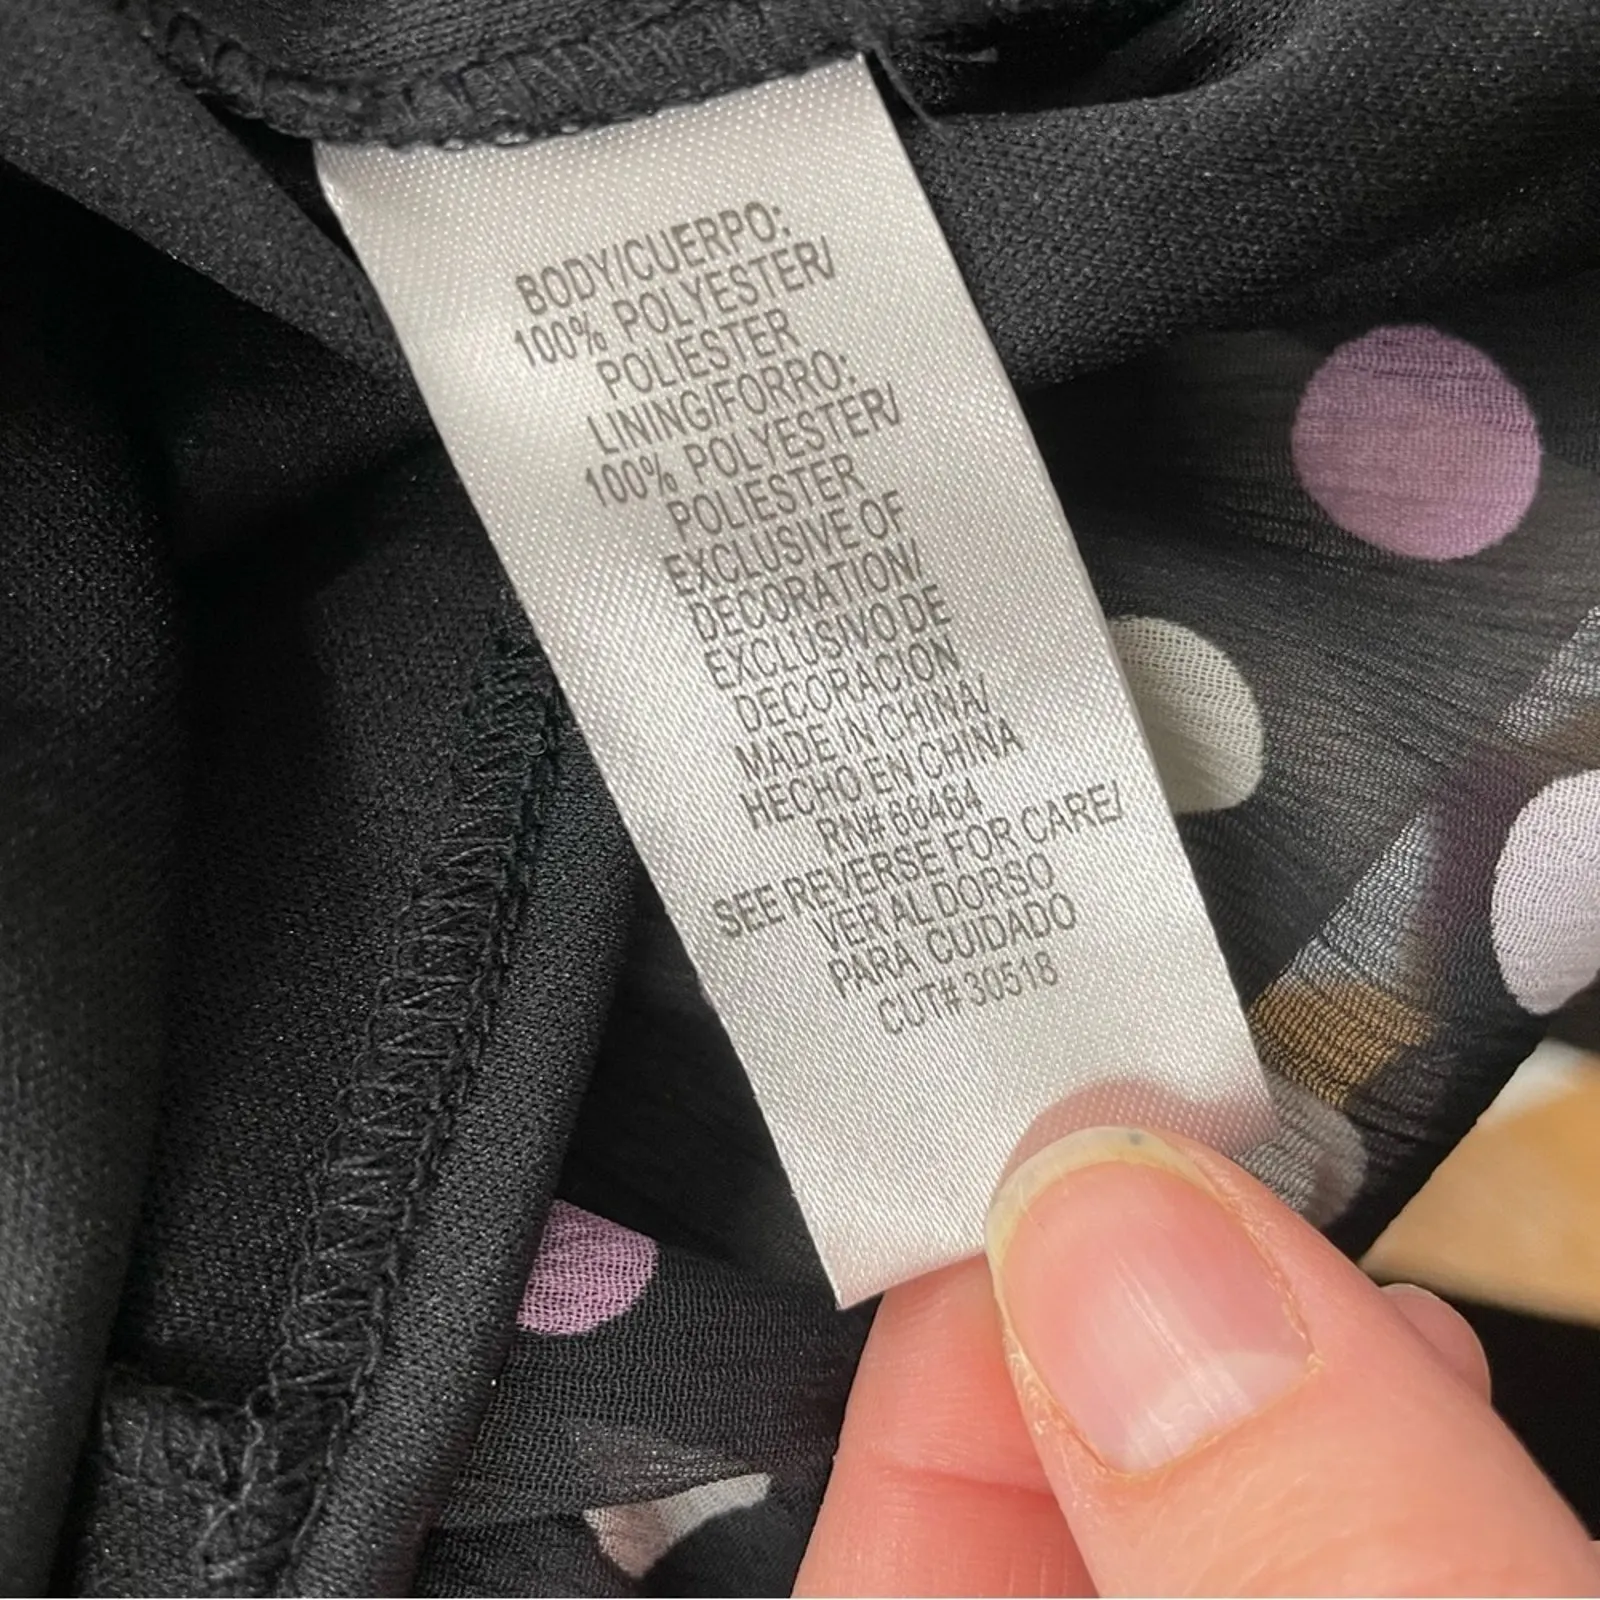 BODY/CUERPO:
100% POLYESTER/
POLIESTER
LINING/FORRO:
100% POLYESTER/
POLIESTER
EXCLUSIVE OF
DECORATION/
EXCLUSIVO DE
DECORACION
MADE IN CHINA/
HECHO EN CHINA
RN# 66464
SEE REVERSE FOR CARE/
VER AL DORSO
PARA CUIDADO
CUT# 30518